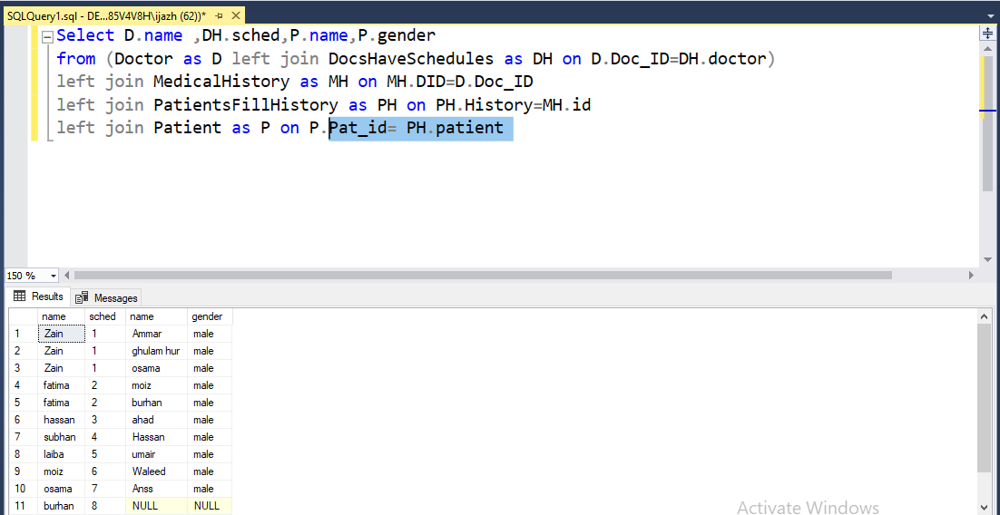 SQLQuery1.sql - DE...85V4V8H\ijazh (62))*
Select D.name ,DH.sched,P.name,P.gender
from (Doctor as D left join DocsHaveSchedules as DH on D.Doc_ID=DH.doctor)
left join MedicalHistory as MH on MH.DID=D.Doc_ID
left join PatientsFillHistory as PH on PH.History=MH.id
left join Patient as P on P.Pat_id= PH.patient
150 %
Results Messages
name sched name gender
1 Zain 1 Ammar male
2 Zain 1 ghulam hur male
3 Zain 1 osama male
4 fatima 2 moiz male
5 fatima 2 burhan male
6 hassan 3 ahad male
7 subhan 4 Hassan male
8 laiba 5 umair male
9 moiz 6 Waleed male
10 osama 7 Anss male
11 burhan 8 NULL NULL
Activate Windows